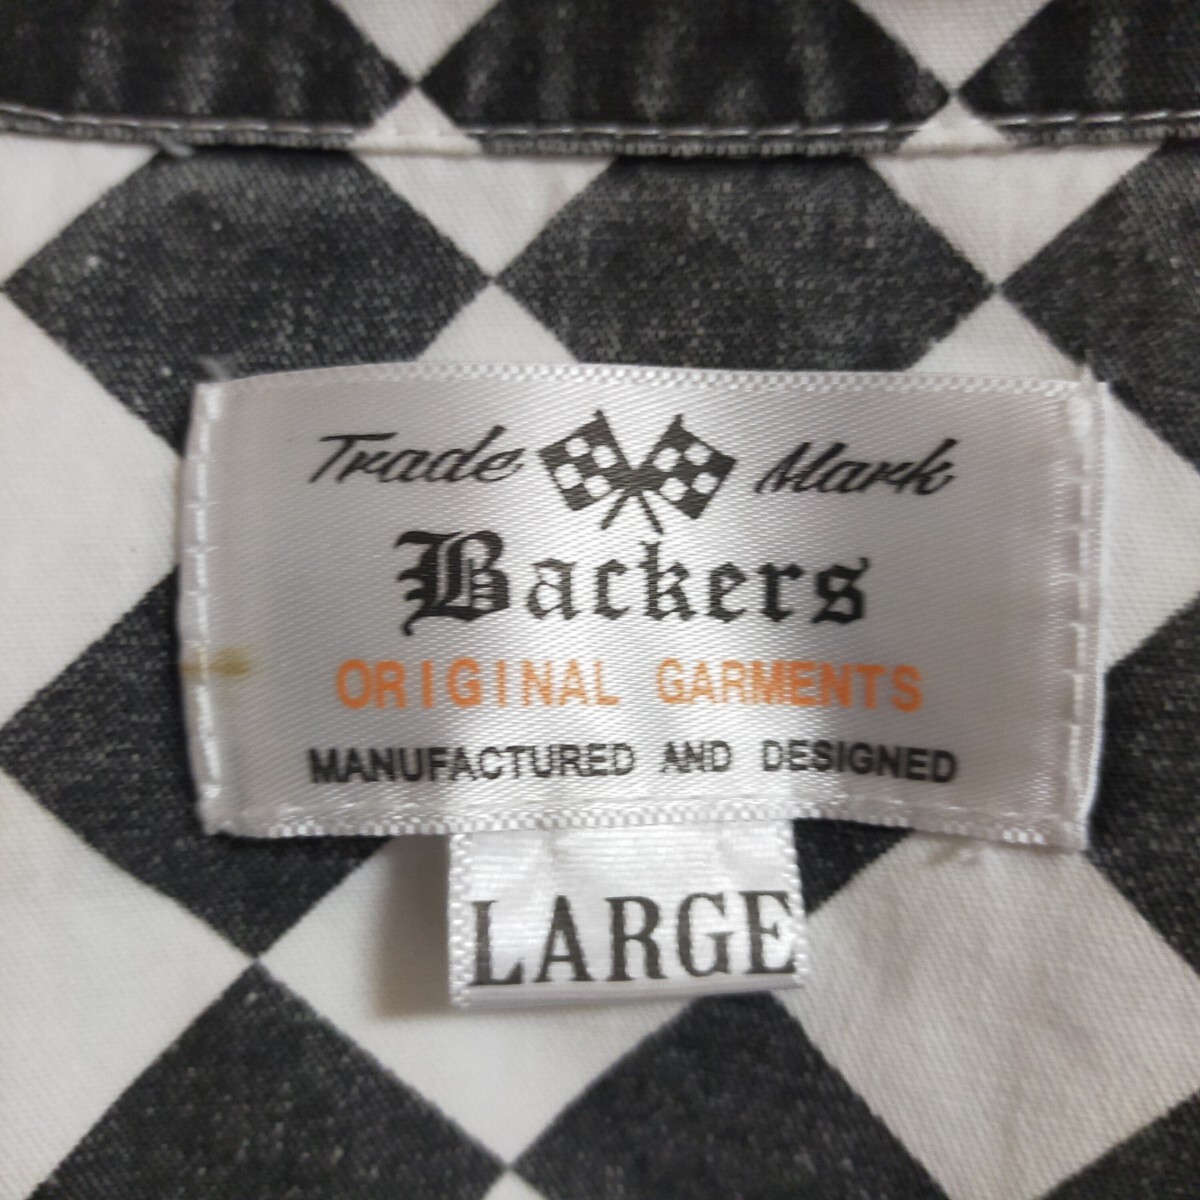 Trade Mark
Backers
ORIGINAL GARMENTS
MANUFACTURED AND DESIGNED
LARGE